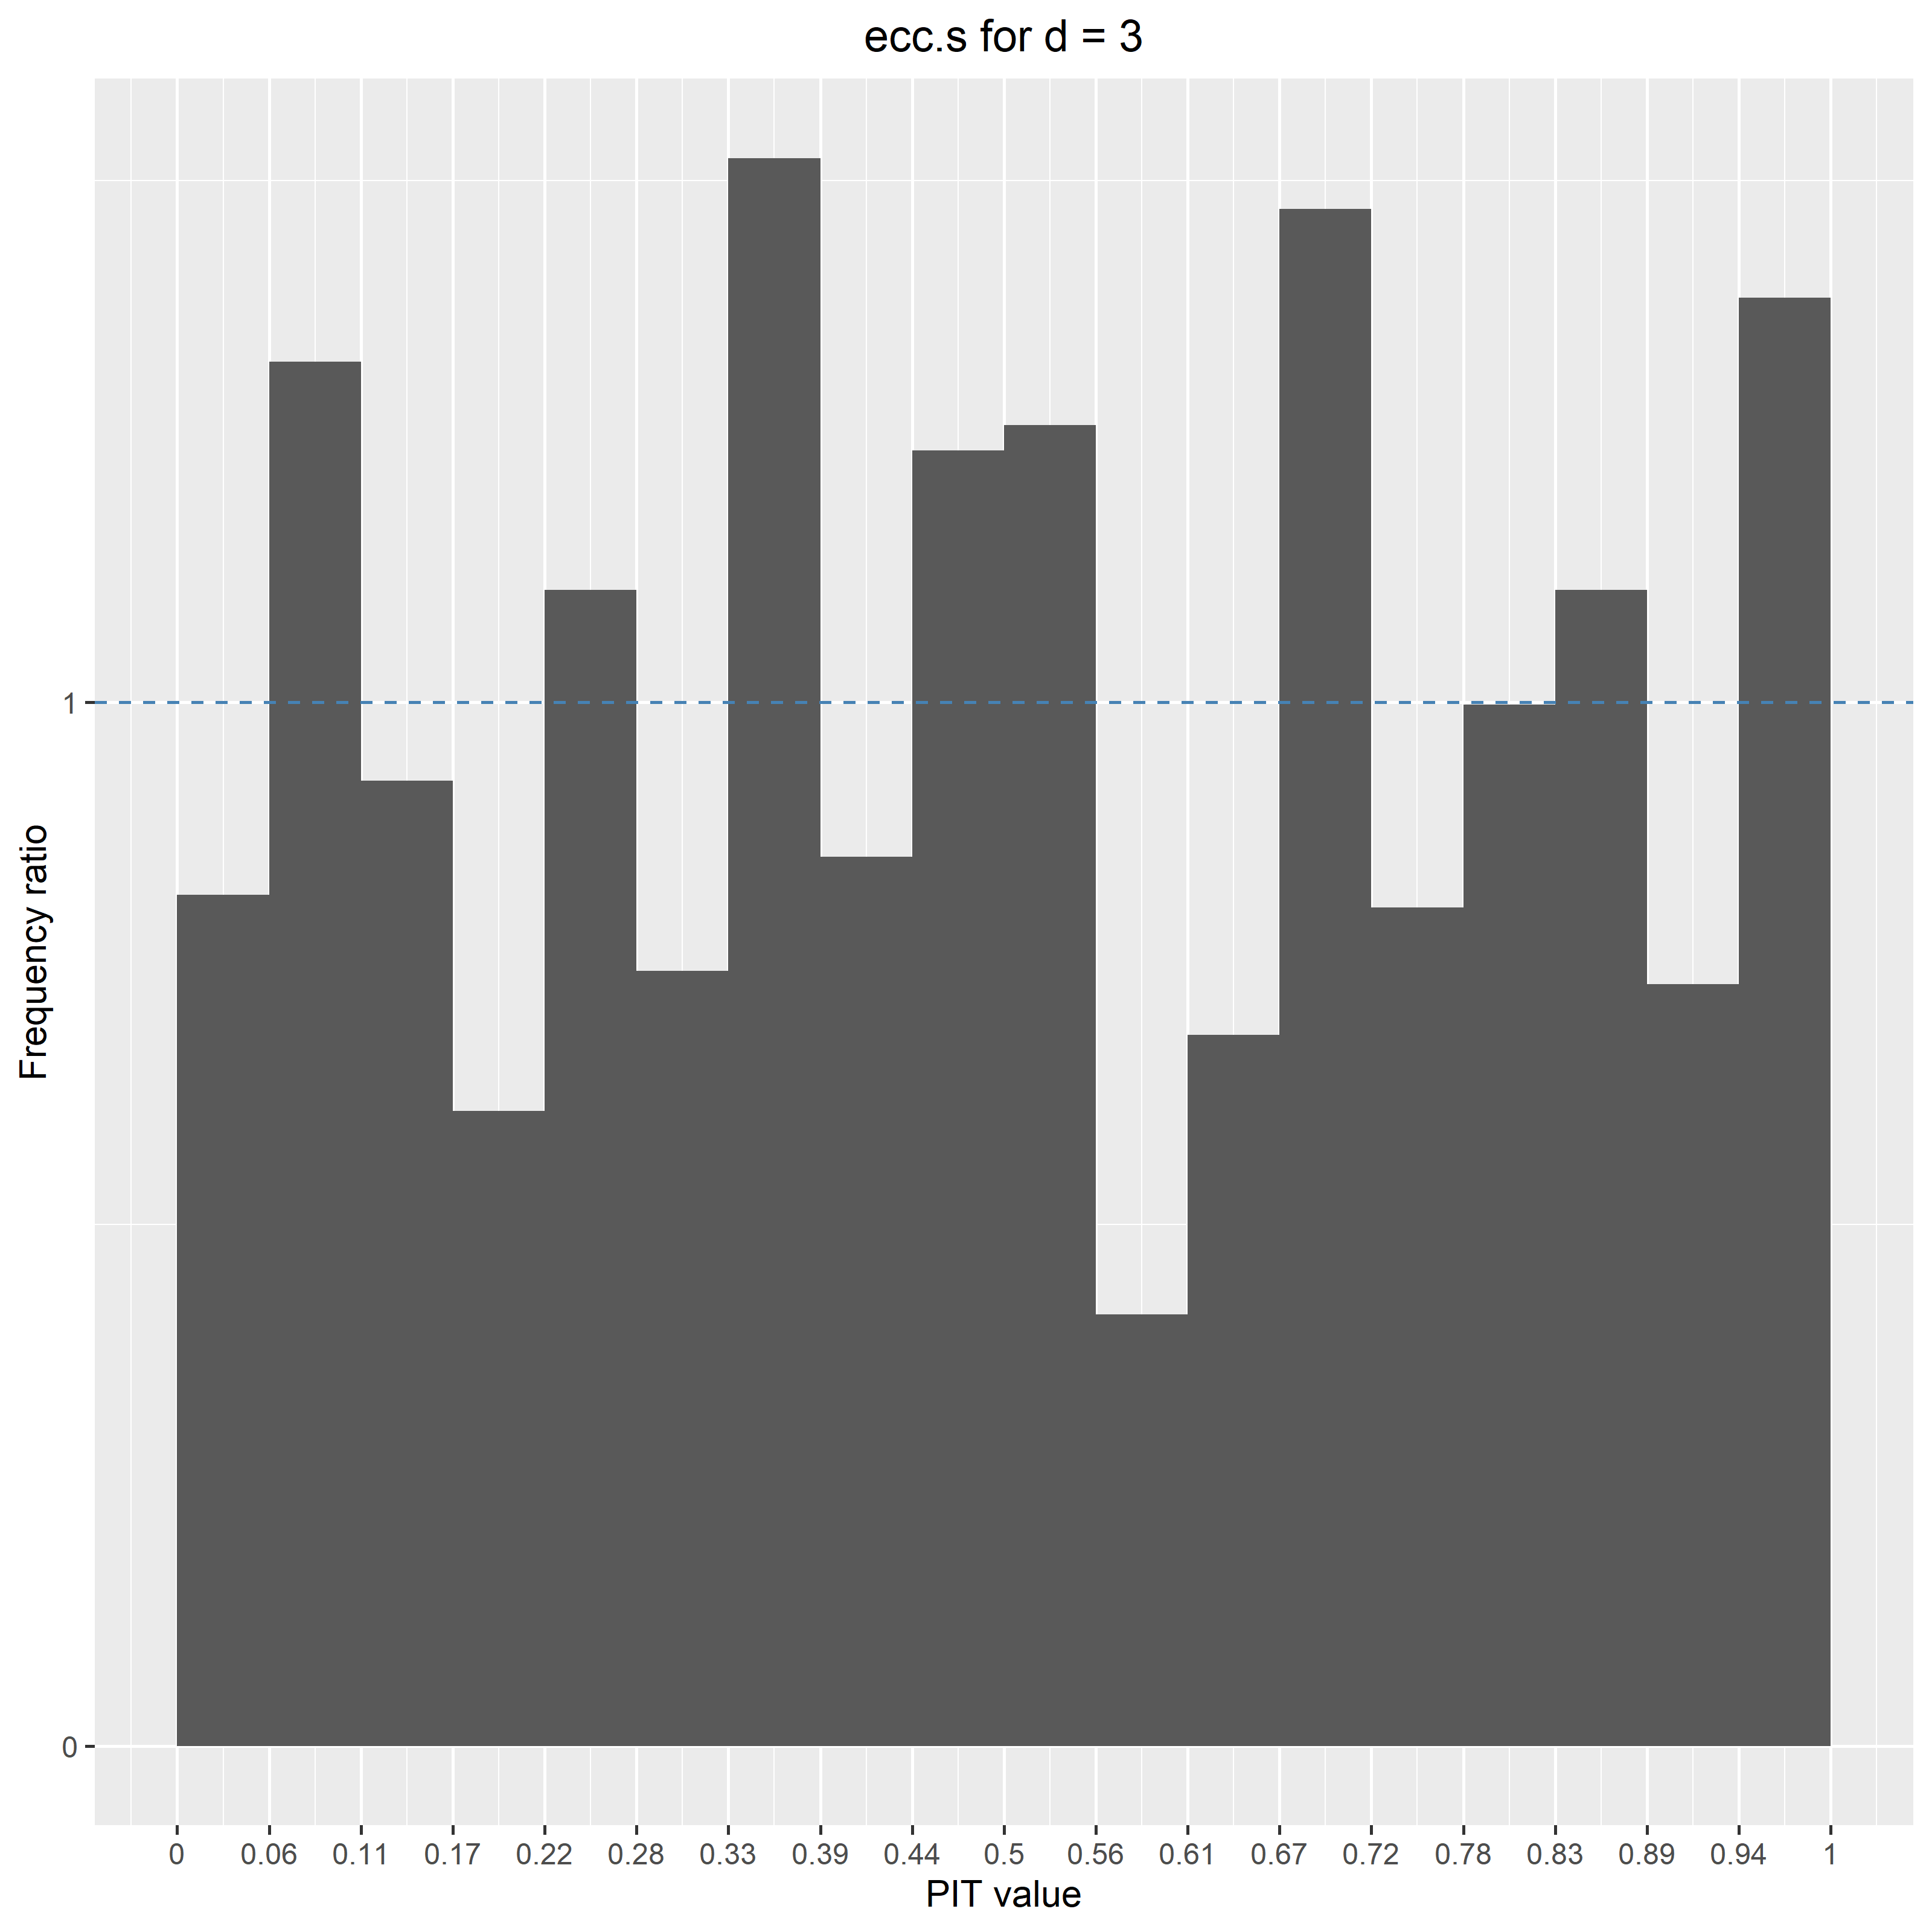 ecc.s for d = 3
Frequency ratio
1
0
0 0.06 0.11 0.17 0.22 0.28 0.33 0.39 0.44 0.5 0.56 0.61 0.67 0.72 0.78 0.83 0.89 0.94 1
PIT value